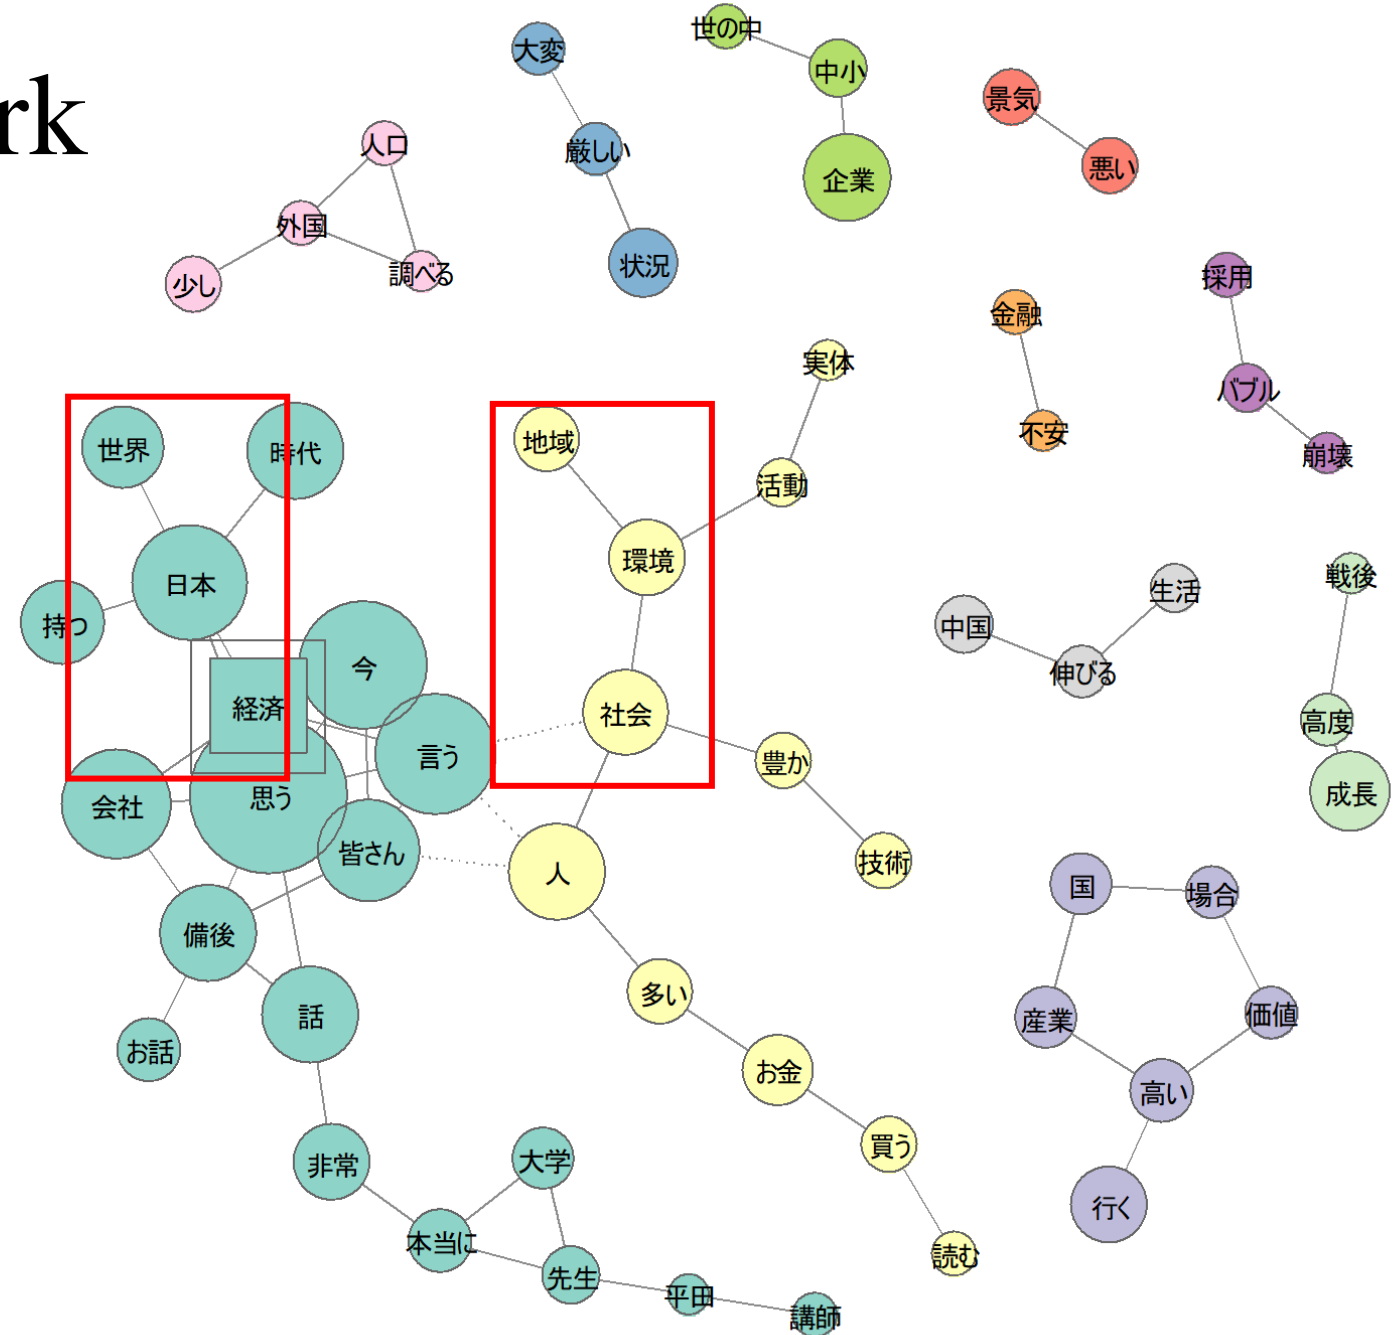 rk
世の中
中小
企業
大変
厳しい
状況
景気
悪い
人口
外国
少し
調べる
採用
バブル
崩壊
金融
不安
実体
活動
地域
環境
社会
豊か
技術
世界
時代
日本
持つ
今
経済
言う
会社
思う
皆さん
人
備後
お話
話
非常
大学
本当に
先生
平田
講師
多い
お金
買う
読む
中国
伸びる
生活
戦後
高度
成長
国
場合
産業
価値
高い
行く